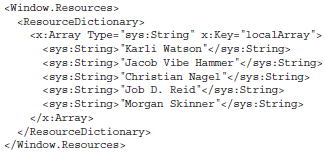 <Window.Resources>
<ResourceDictionary>
<x:Array Type="sys:String" x:Key="localArray">
<sys:String>"Karli Watson"</sys:String>
<sys:String>"Jacob Vibe Hammer"</sys:String>
<sys:String>"Christian Nagel"</sys:String>
<sys:String>"Job D. Reid"</sys:String>
<sys:String>"Morgan Skinner"</sys:String>
</x:Array>
</ResourceDictionary>
</Window.Resources>